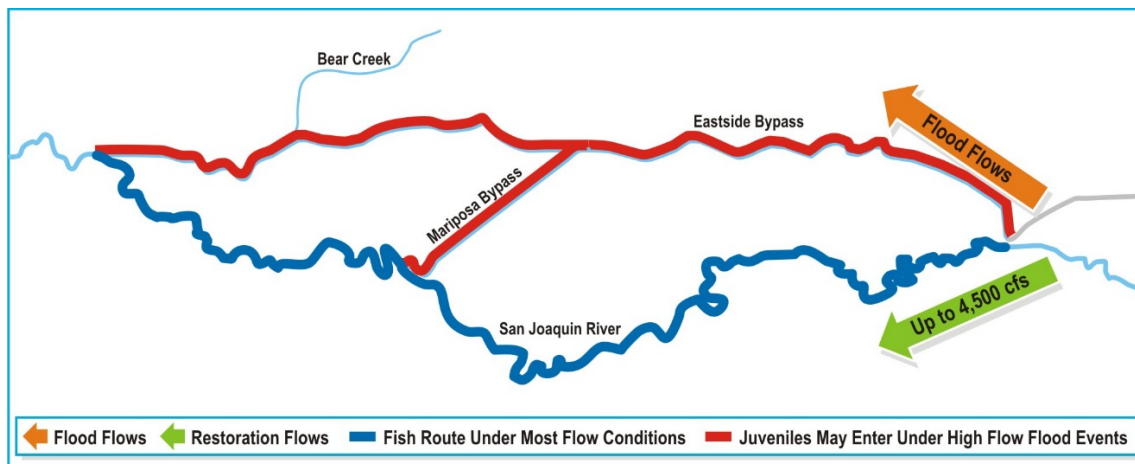 Bear Creek
Eastside Bypass
Flood Flows
Mariposa Bypass
Up to 4,500 cfs
San Joaquin River
Flood Flows
Restoration Flows
Fish Route Under Most Flow Conditions
Juveniles May Enter Under High Flow Flood Events